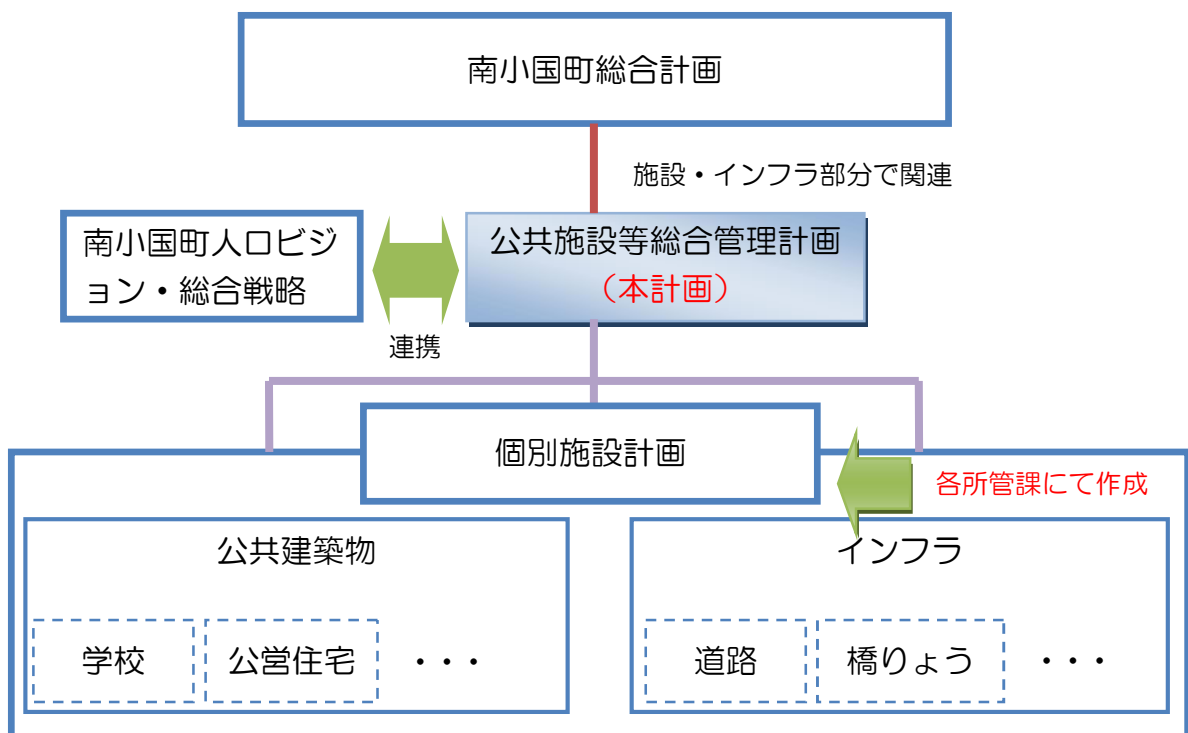 南小国町総合計画
施設・インフラ部分で関連
南小国町人口ビジ
ョン・総合戦略
公共施設等総合管理計画
（本計画）
連携
個別施設計画
各所管課にて作成
公共建築物
インフラ
学校
公営住宅
・・・
道路
橋りょう
・・・